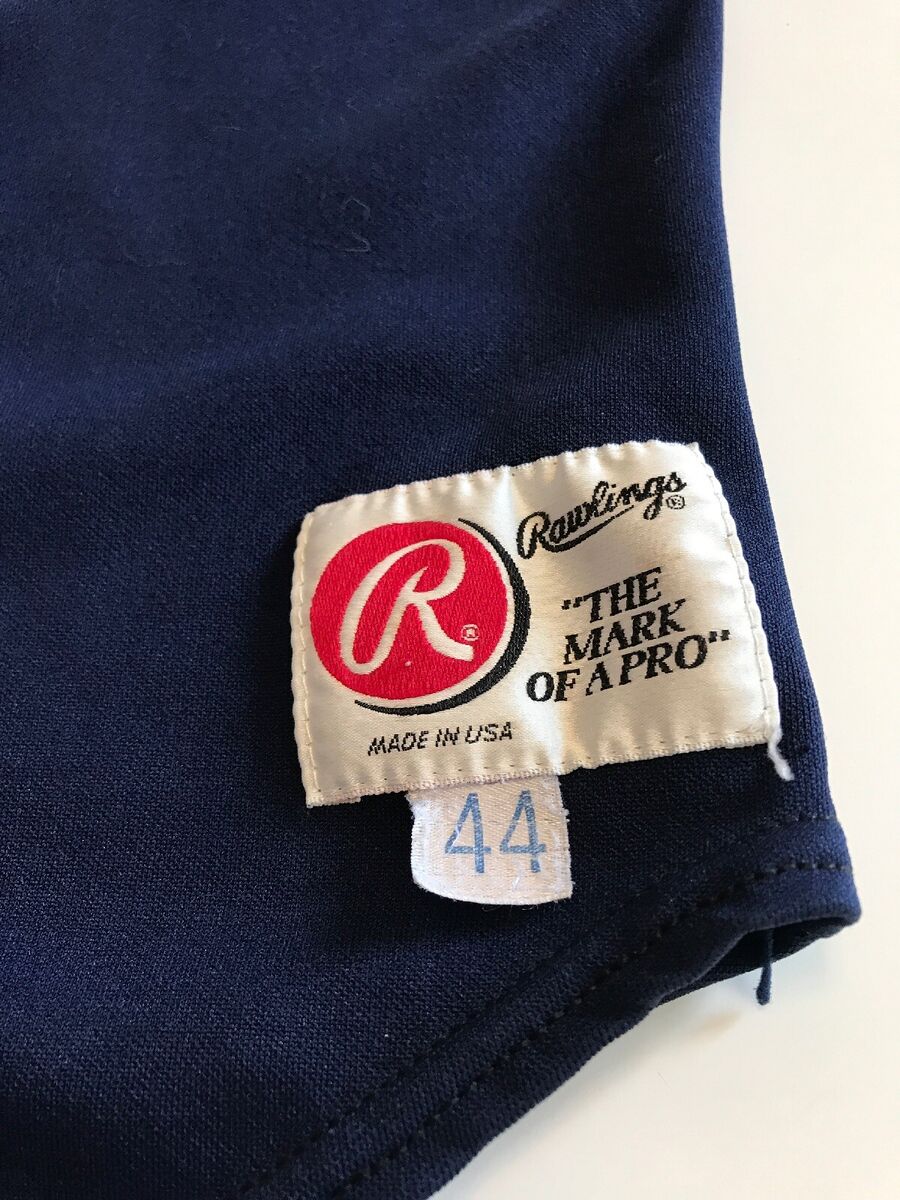 Rawlings®
R®
"THE
MARK
OF A PRO"
MADE IN USA
44